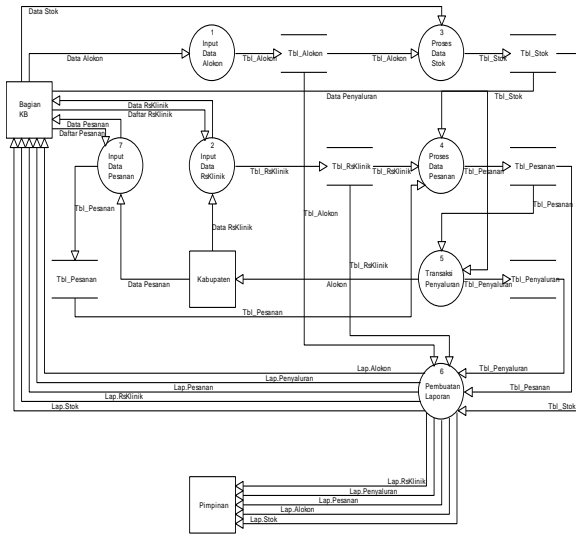 Data Stok
1
Input
Data
Alokon
3
Proses
Data
Stok
Data Alokon
Tbl_Alokon
Tbl_Alokon
Tbl_Alokon
Tbl_Stok
Tbl_Stok
Bagian
KB
Data Penyaluran
Tbl_Stok
Data RsKlinik
Daftar RsKlinik
Data Pesanan
Daftar Pesanan
7
Input
Data
Pesanan
2
Input
Data
RsKlinik
4
Proses
Data
Pesanan
Tbl_RsKlinik
Tbl_RsKlinik
Tbl_RsKlinik
Tbl_Pesanan
Tbl_Pesanan
Tbl_Pesanan
Tbl_Pesanan
Tbl_Alokon
Data RsKlinik
Tbl_RsKlinik
5
Transaksi
Penyaluran
Tbl_Pesanan
Data Pesanan
Kabupaten
Alokon
Tbl_Penyaluran
Tbl_Penyaluran
Tbl_Pesanan
6
Pembuatan
Laporan
Lap.Alokon
Lap.Penyaluran
Lap.Pesanan
Lap.RsKlinik
Lap.Stok
Tbl_Penyaluran
Tbl_Pesanan
Tbl_Stok
Pimpinan
Lap.RsKlinik
Lap.Penyaluran
Lap.Pesanan
Lap.Alokon
Lap.Stok